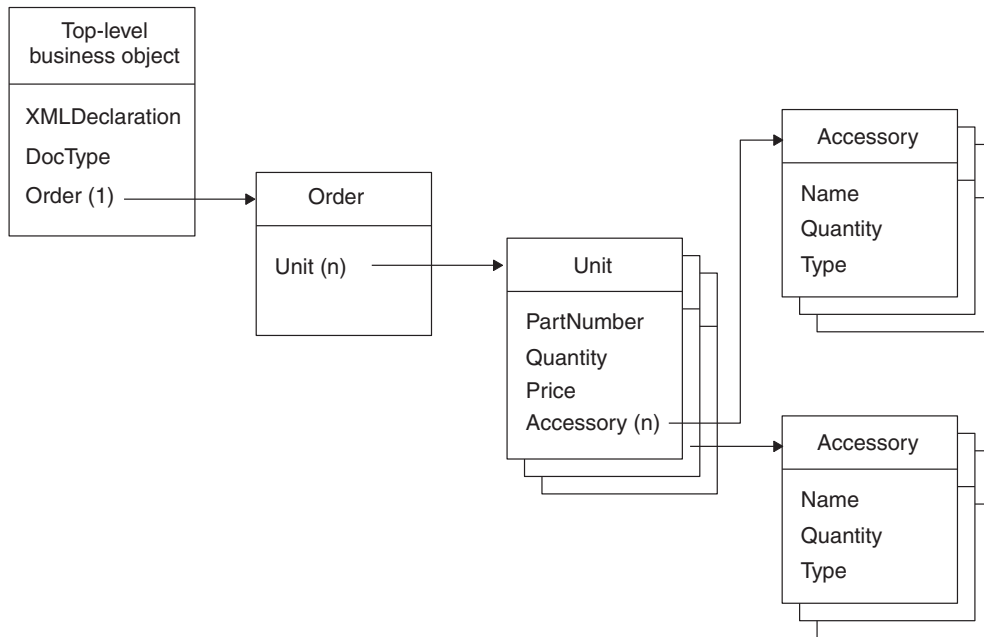 Top-level
business object
XMLDeclaration
DocType
Order (1)
Order
Unit (n)
Unit
PartNumber
Quantity
Price
Accessory (n)
Accessory
Name
Quantity
Type
Accessory
Name
Quantity
Type